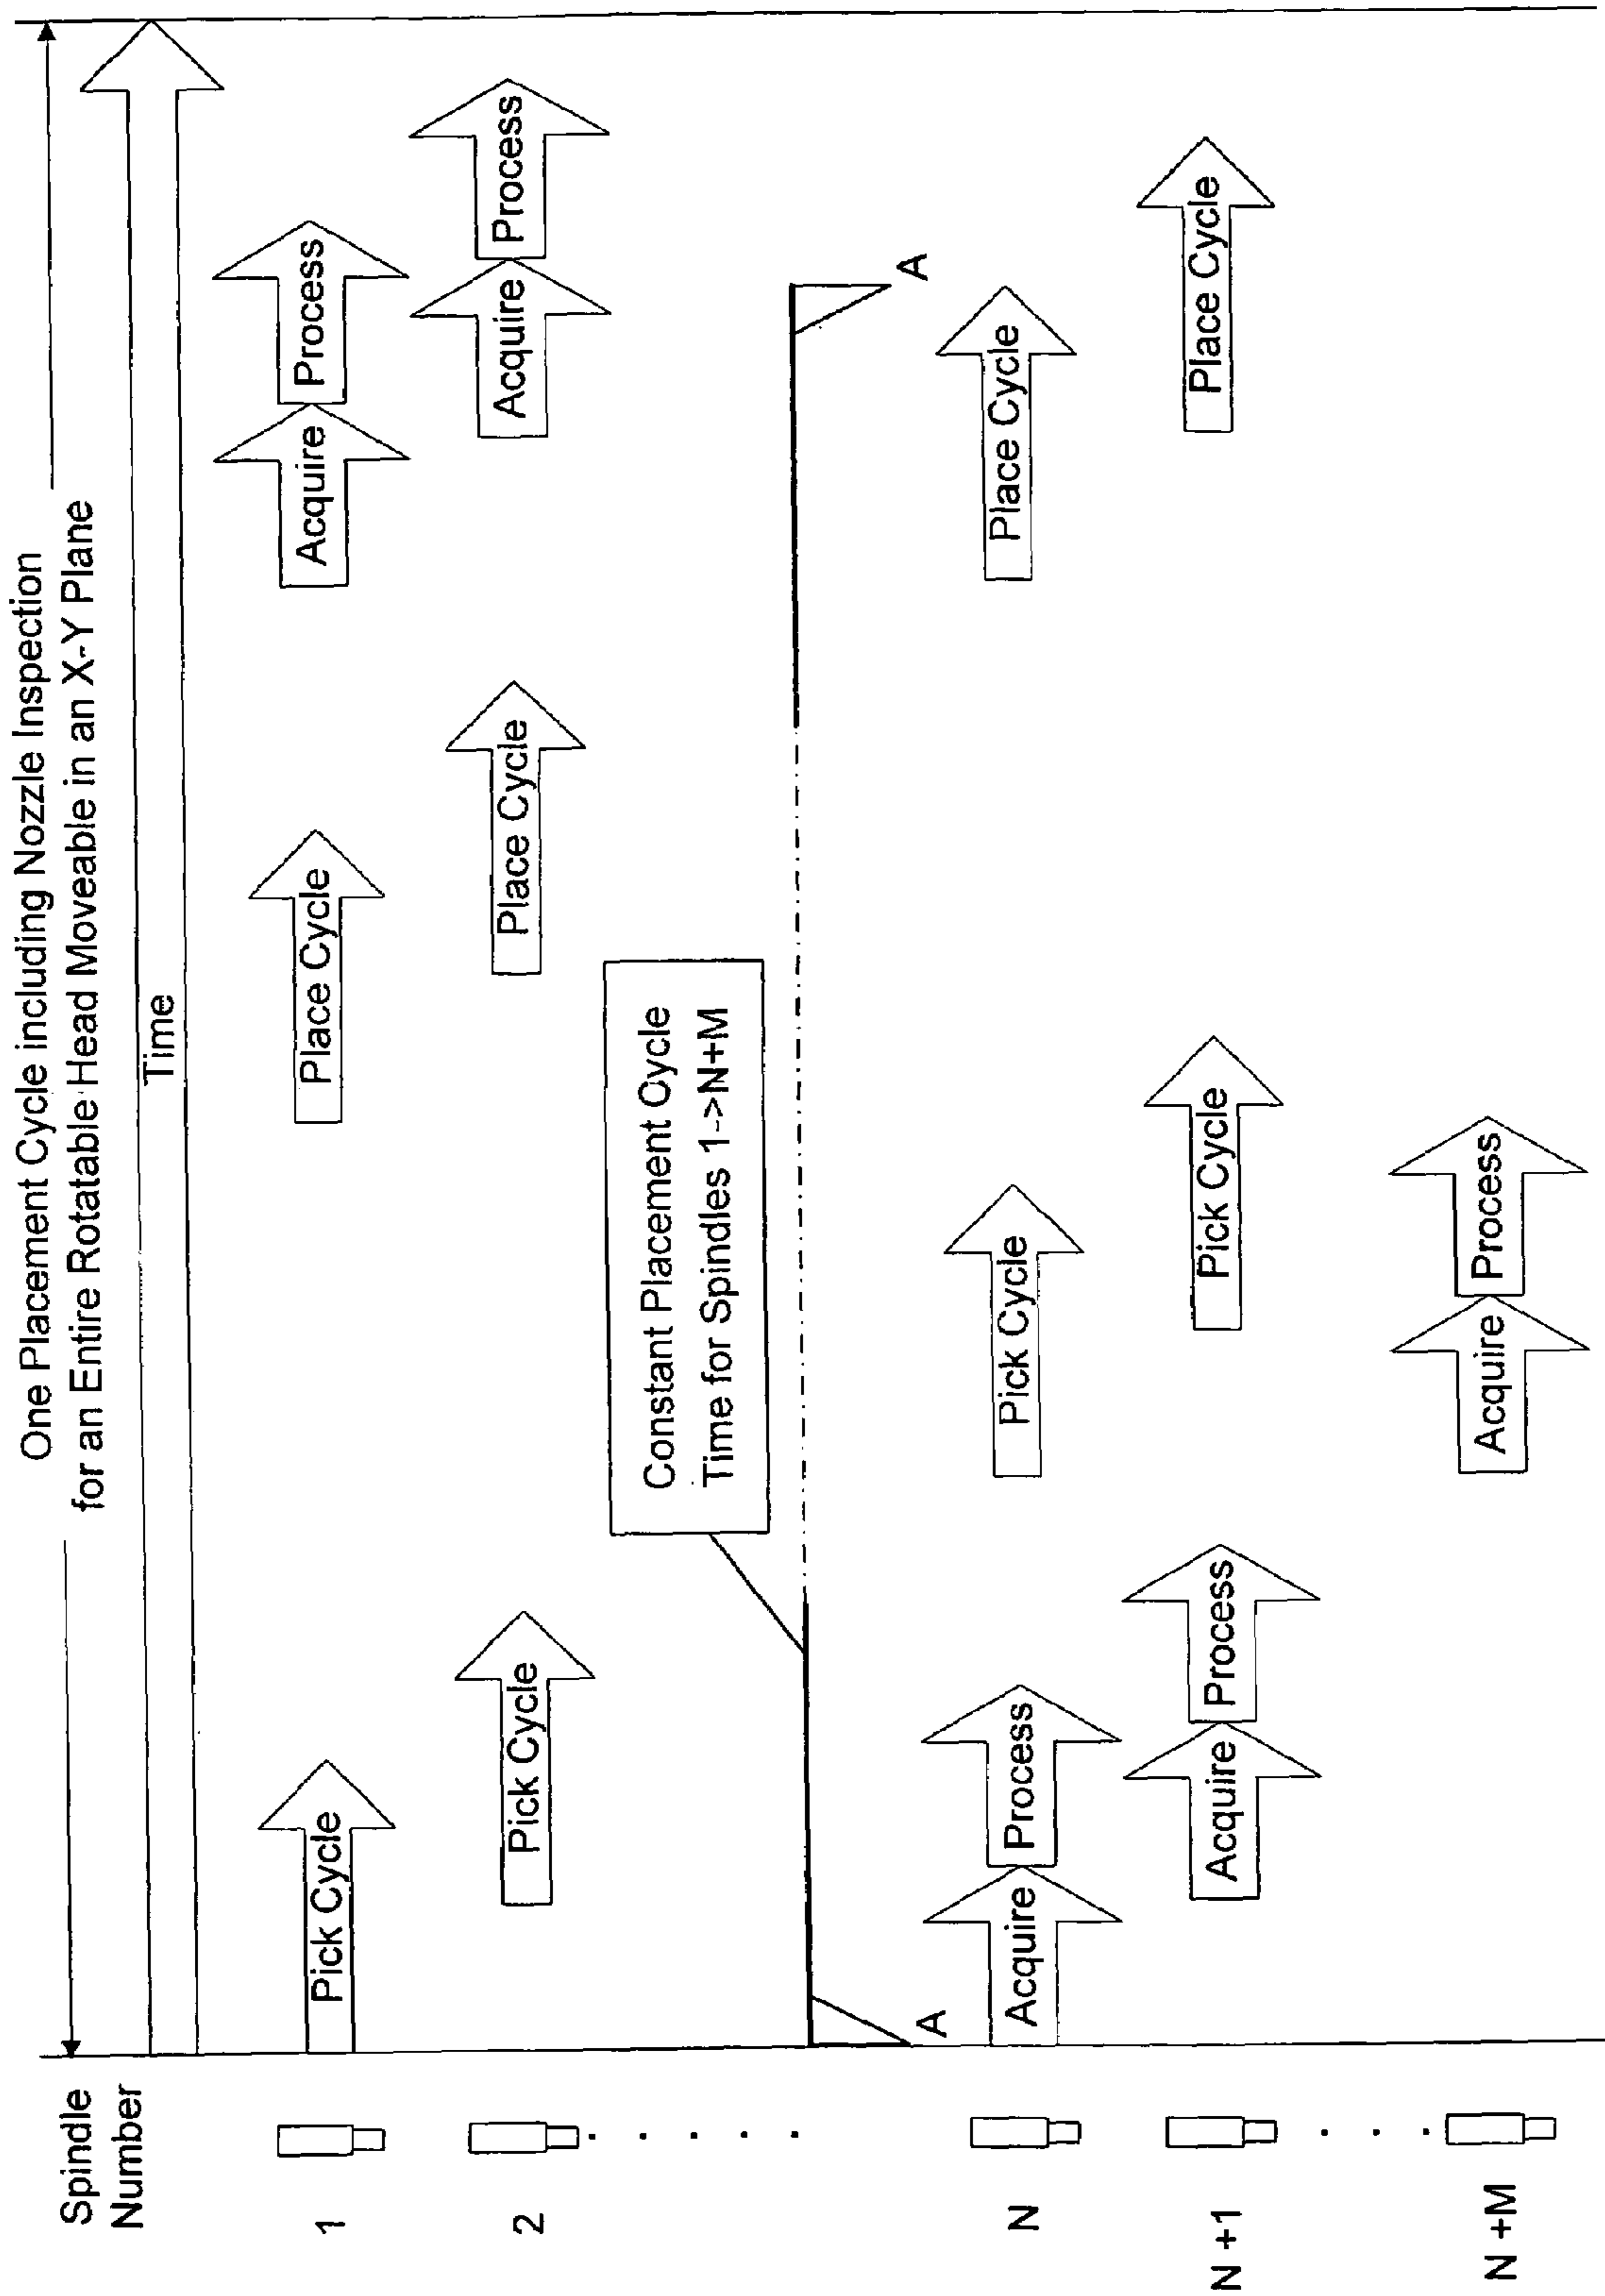 One Placement Cycle including Nozzle Inspection
for an Entire Rotatable Head Moveable in an X-Y Plane
Spindle
Number
Time
1
Pick Cycle
Place Cycle
Acquire
Process
2
Pick Cycle
Place Cycle
Acquire
Process
Constant Placement Cycle
Time for Spindles 1->N+M
A
A
N
Acquire
Process
Pick Cycle
Place Cycle
N +1
Acquire
Process
Pick Cycle
Place Cycle
N +M
Acquire
Process